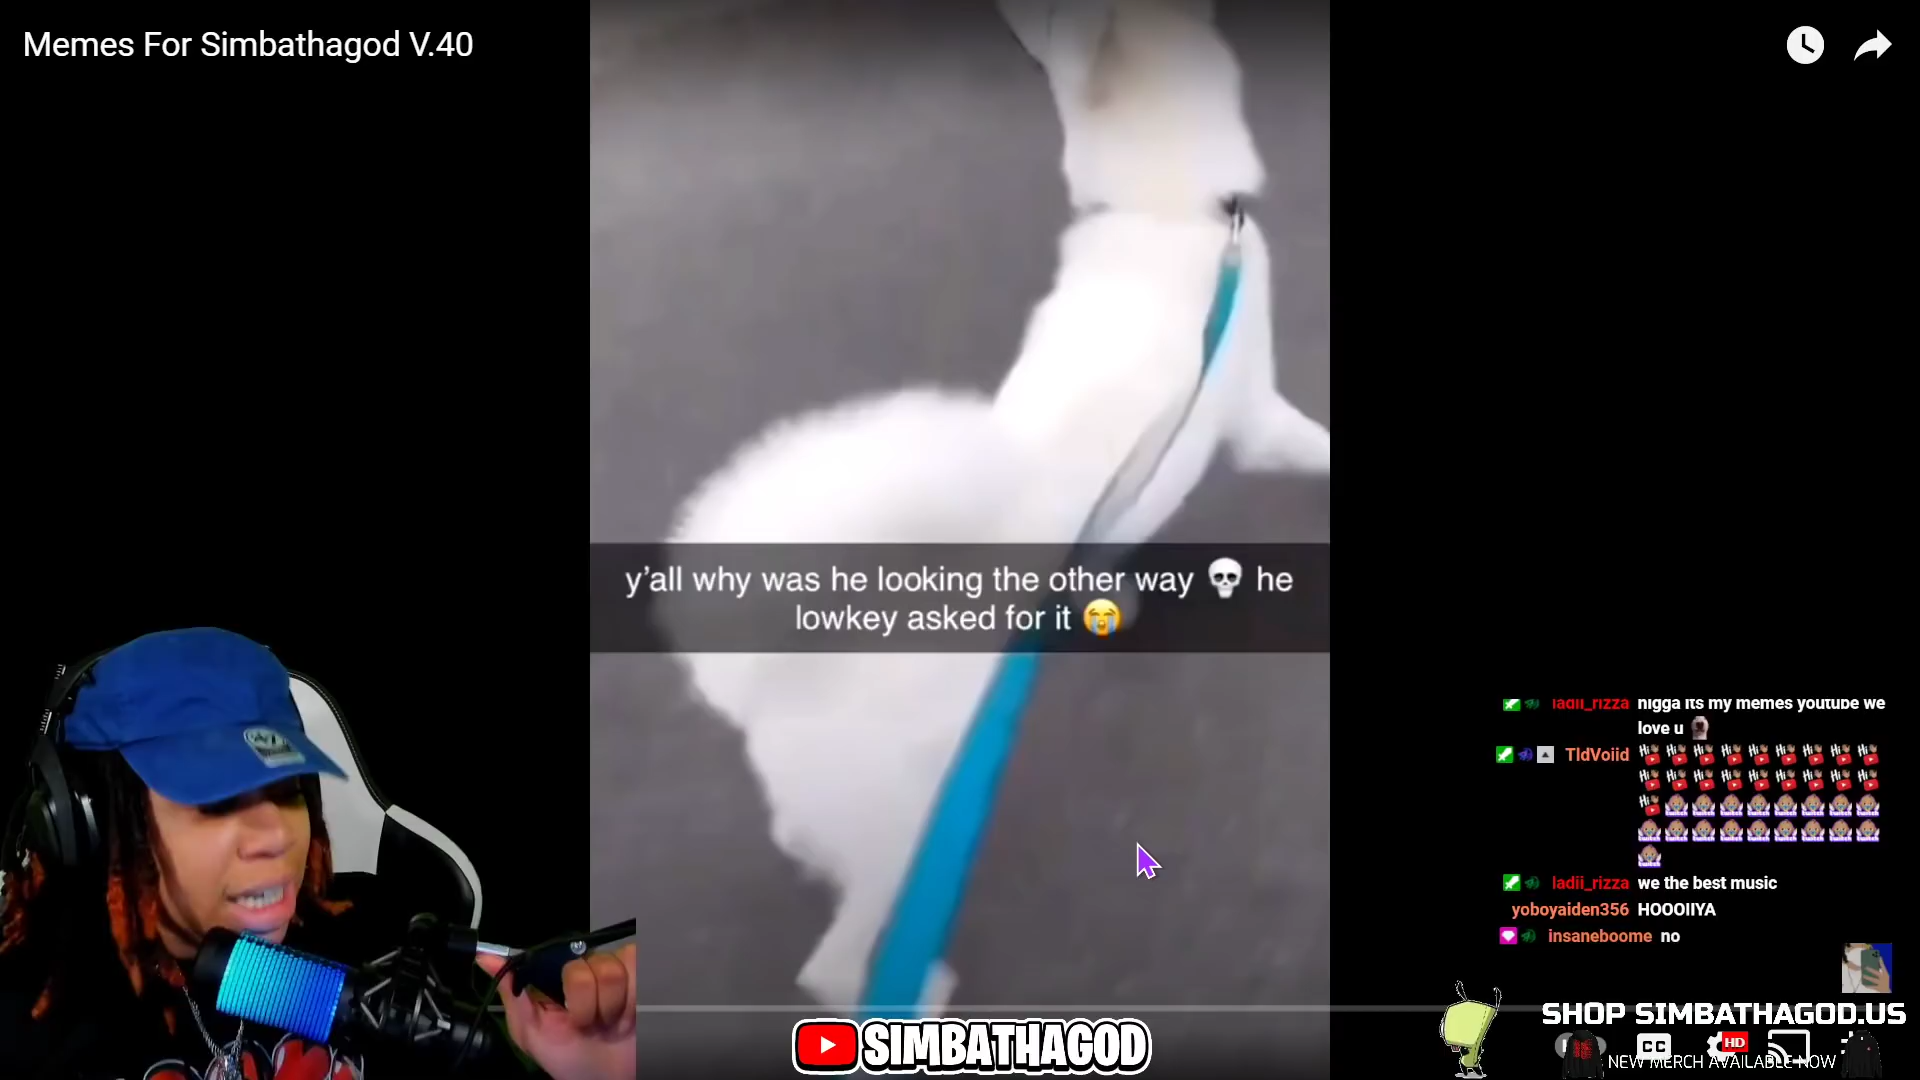 Memes For Simbathagod V.40
y'all why was he looking the other way 💀 he
lowkey asked for it 😭
ladii_rizza nigga its my memes youtube we
love u
TldVoiid
ladii_rizza we the best music
yoboyaiden356 HOOOIIYA
insaneboome no
SHOP SIMBATHAGOD.US
CC HD
NEW MERCH AVAILABLE NOW
SIMBATHAGOD